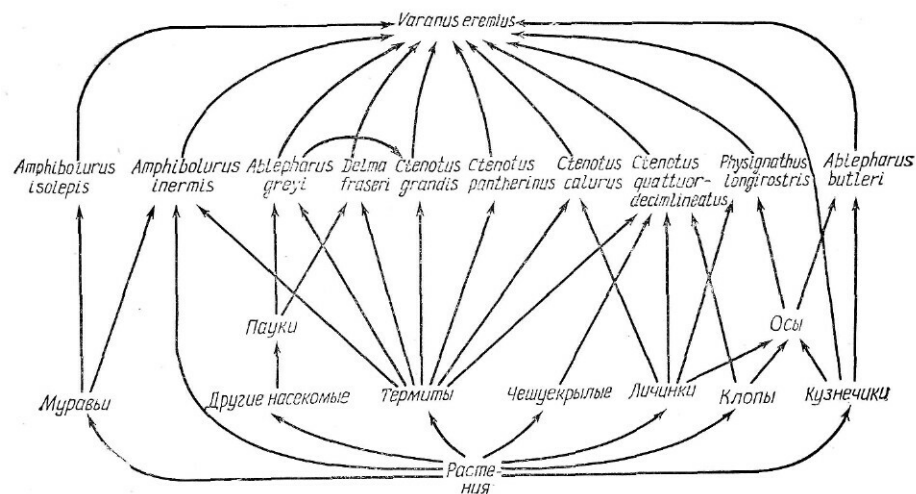 Varanus eremius
Amphibolurus
isolepis
Amphibolurus
inermis
Ablepharus
greyi
Delma
fraseri
Ctenotus
grandis
Ctenotus
pantherinus
Ctenotus
calurus
Ctenotus
quattuor-
decimlineatus
Physignathus
longirostris
Ablepharus
butleri
Пауки
Осы
Муравьи
Другие насекомые
Термиты
Чешуекрылые
Личинки
Клопы
Кузнечики
Расте-
ния